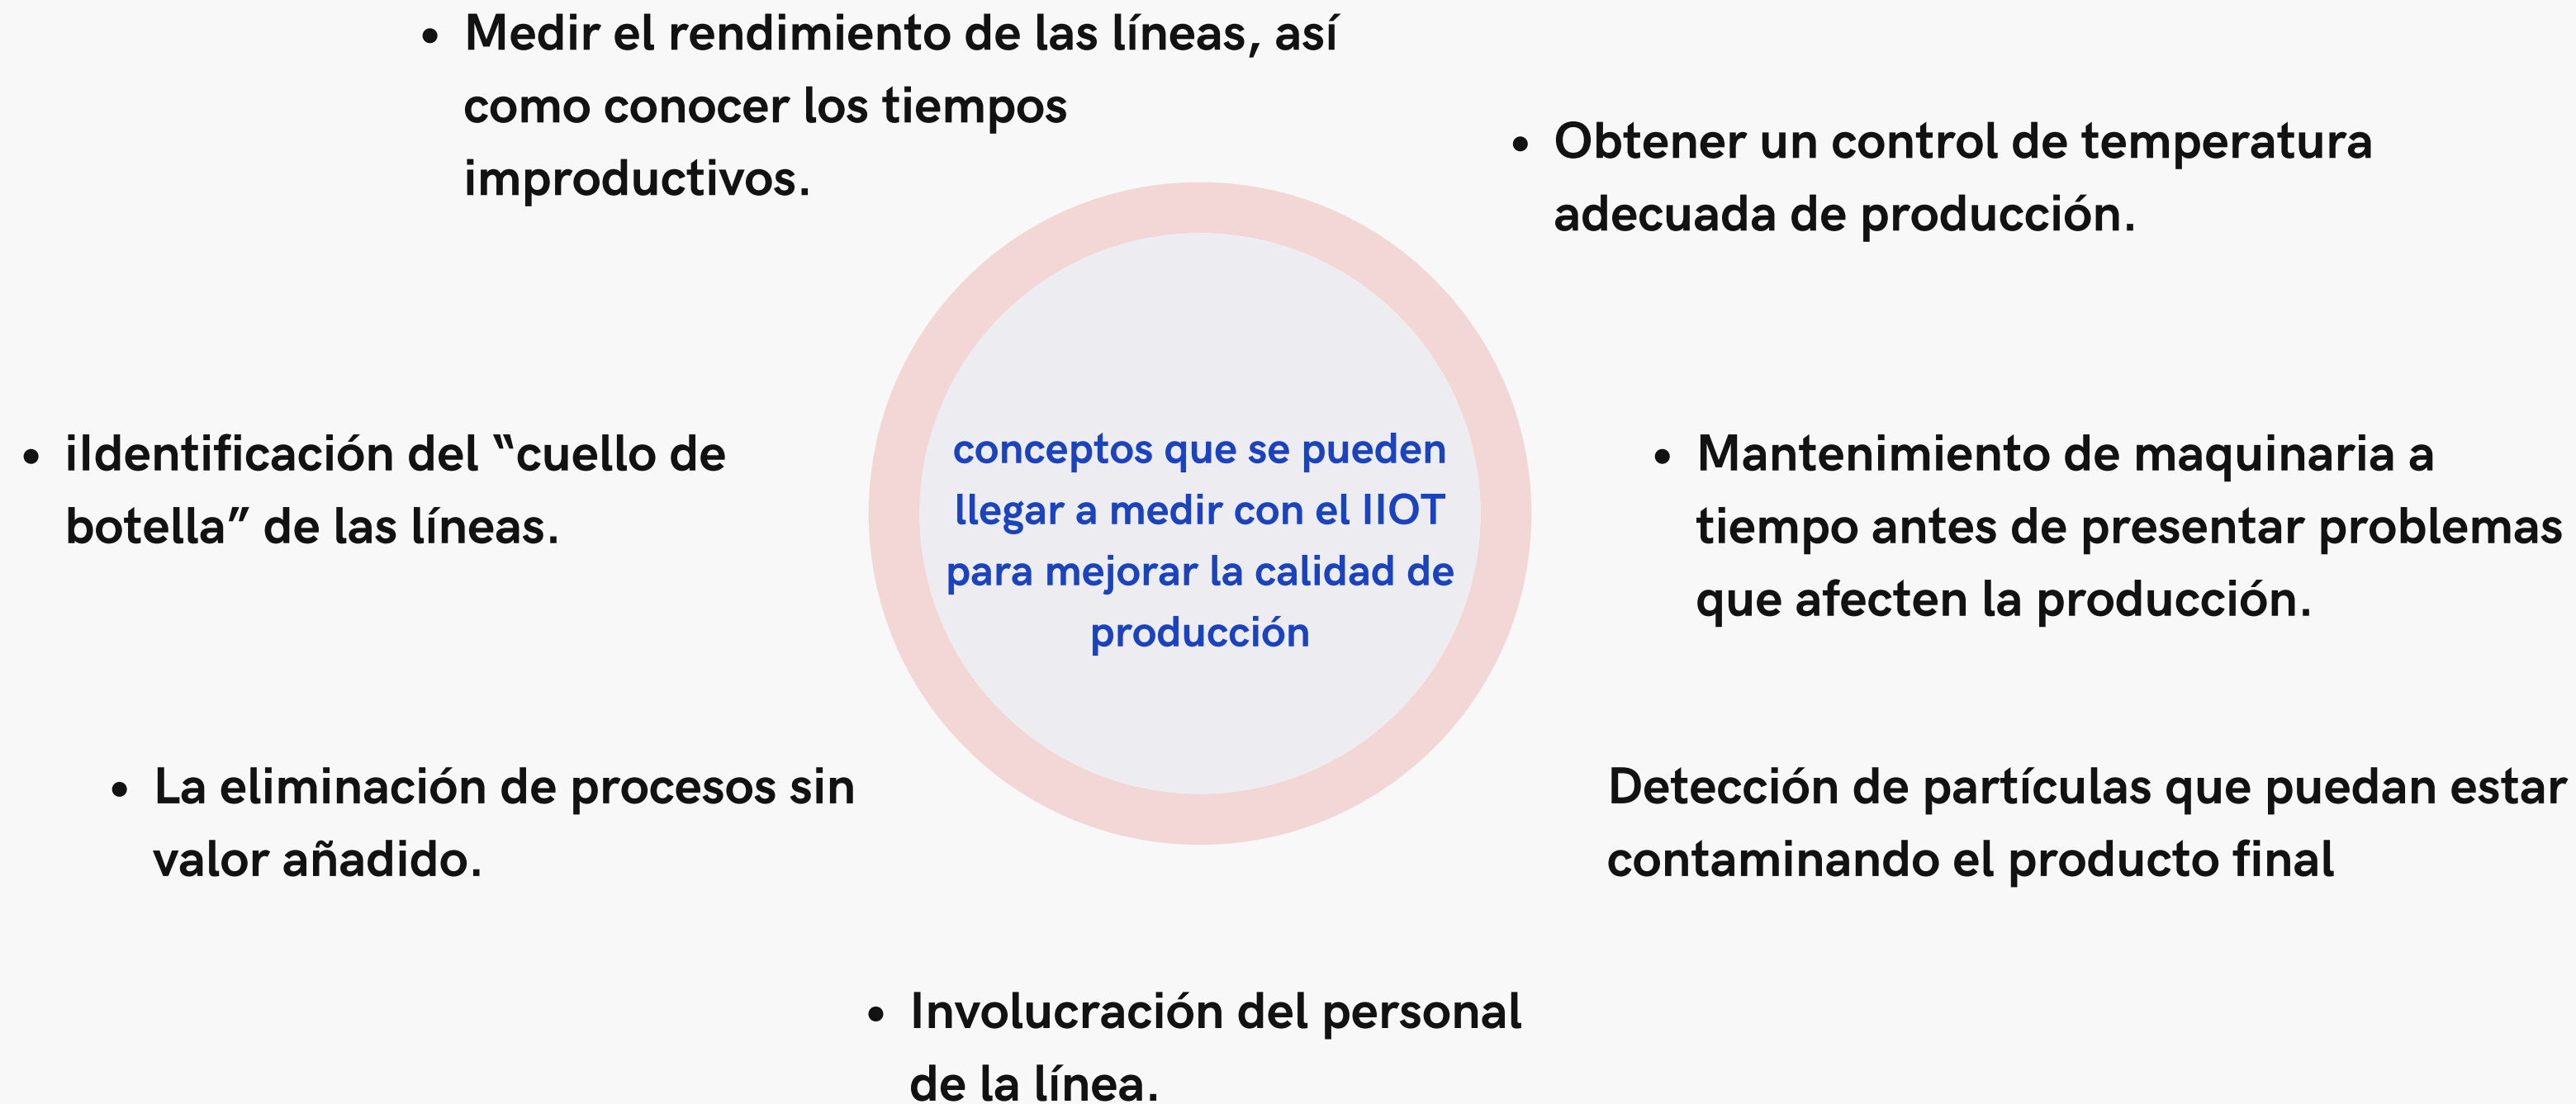 • Medir el rendimiento de las líneas, así
como conocer los tiempos
improductivos.
• Obtener un control de temperatura
adecuada de producción.
• iIdentificación del “cuello de
botella” de las líneas.
conceptos que se pueden
llegar a medir con el IIOT
para mejorar la calidad de
producción
• Mantenimiento de maquinaria a
tiempo antes de presentar problemas
que afecten la producción.
• La eliminación de procesos sin
valor añadido.
Detección de partículas que puedan estar
contaminando el producto final
• Involucración del personal
de la línea.